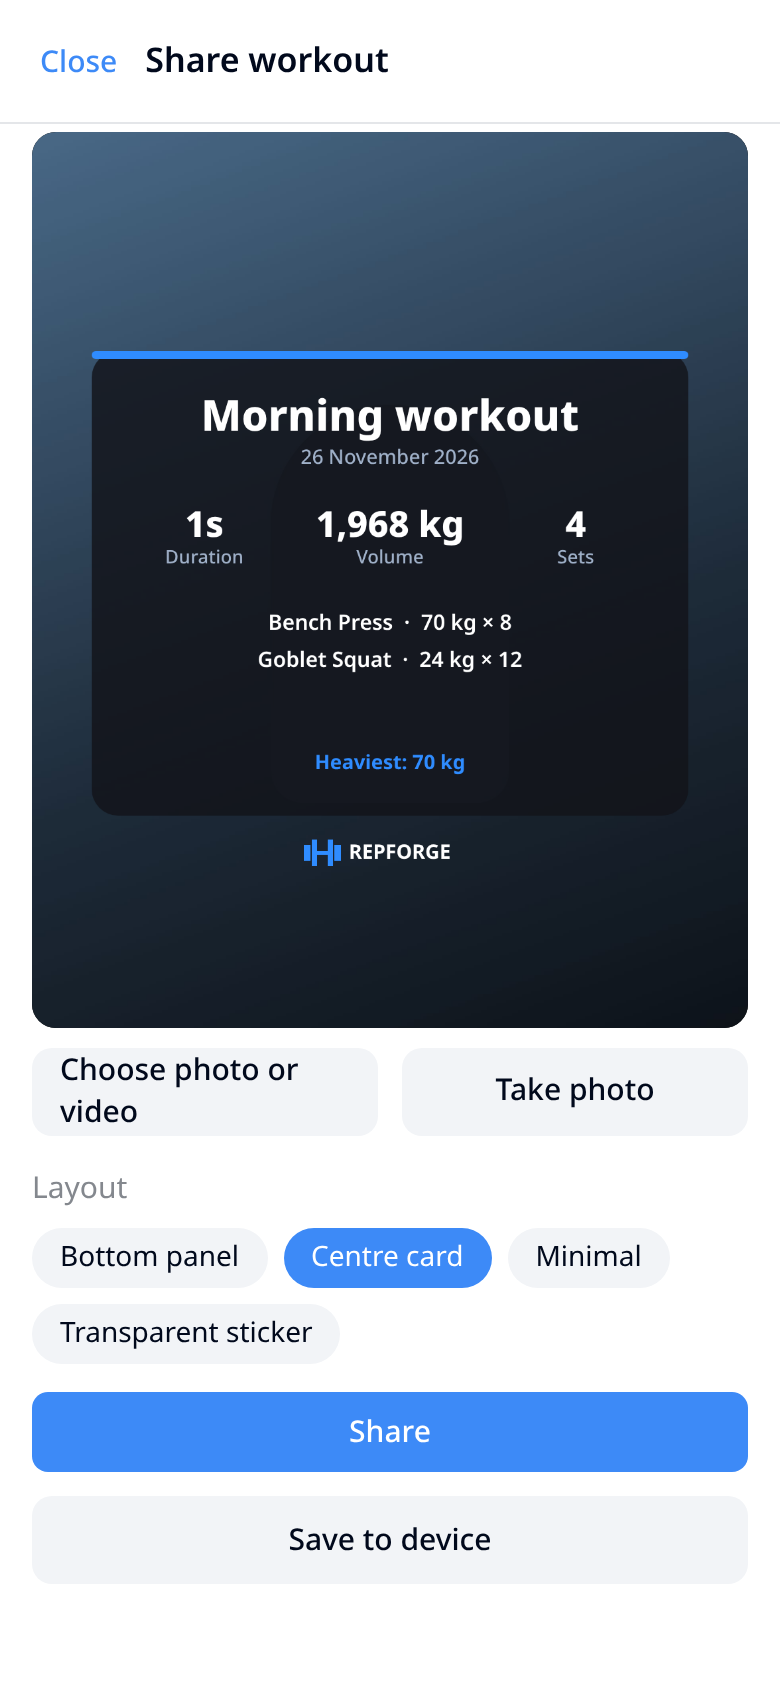 Close Share workout
Morning workout
26 November 2026
1s 1,968 kg 4
Duration Volume Sets
Bench Press · 70 kg × 8
Goblet Squat · 24 kg × 12
Heaviest: 70 kg
REPFORGE
Choose photo or
video
Take photo
Layout
Bottom panel Centre card Minimal
Transparent sticker
Share
Save to device